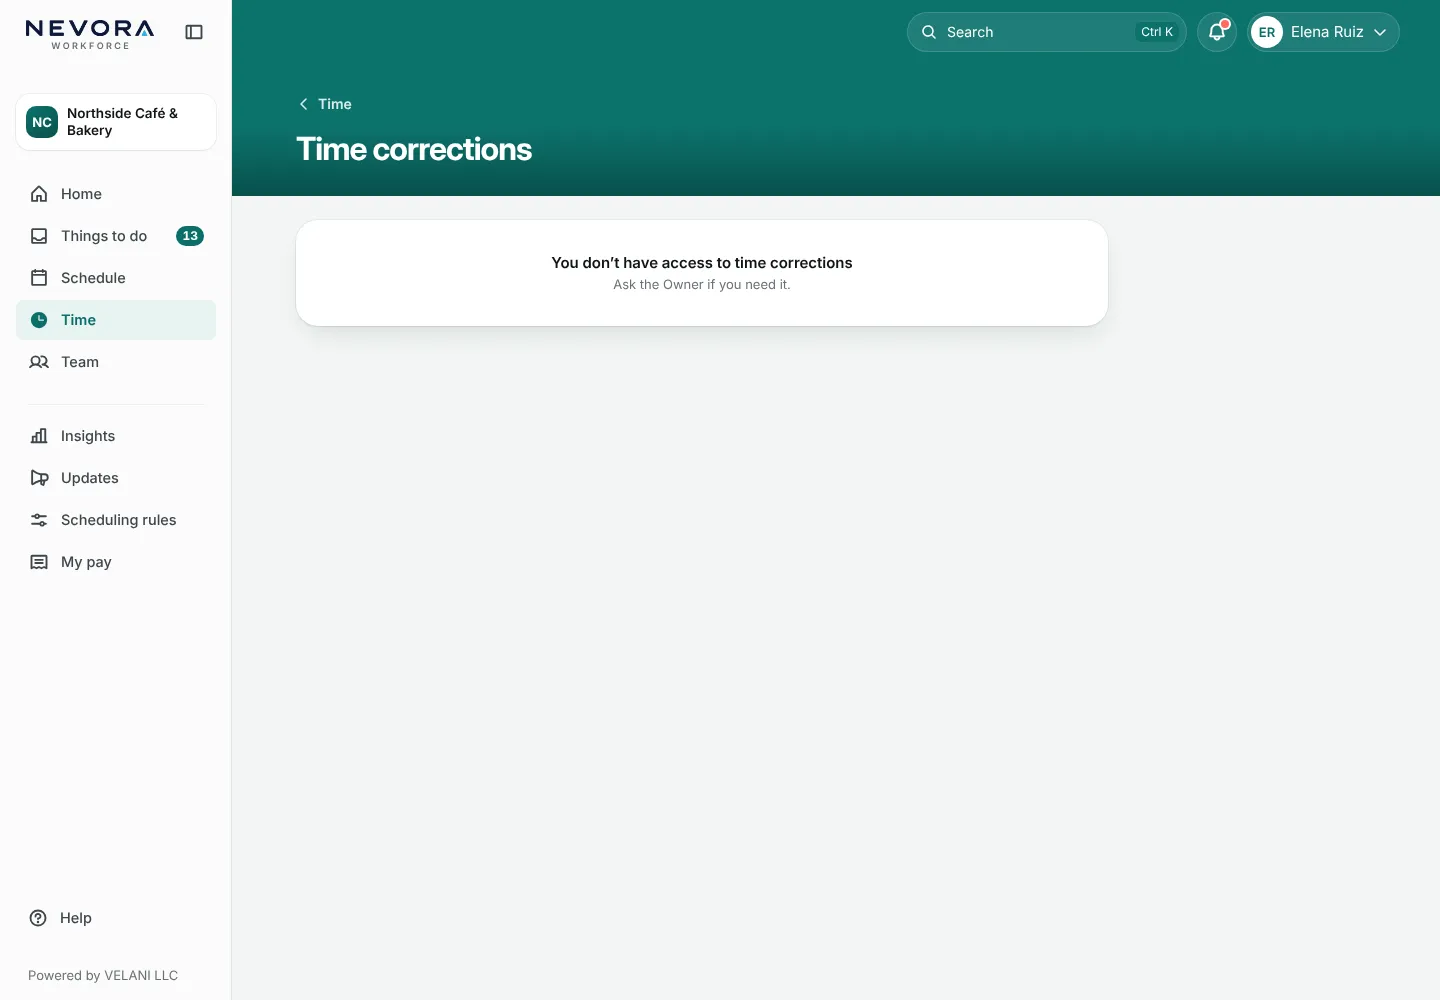 NEVORA
WORKFORCE
Search
Ctrl K
ER
Elena Ruiz
NC
Northside Café &
Bakery
Home
Things to do
13
Schedule
Time
Team
Insights
Updates
Scheduling rules
My pay
Help
Powered by VELANI LLC
Time
Time corrections
You don’t have access to time corrections
Ask the Owner if you need it.